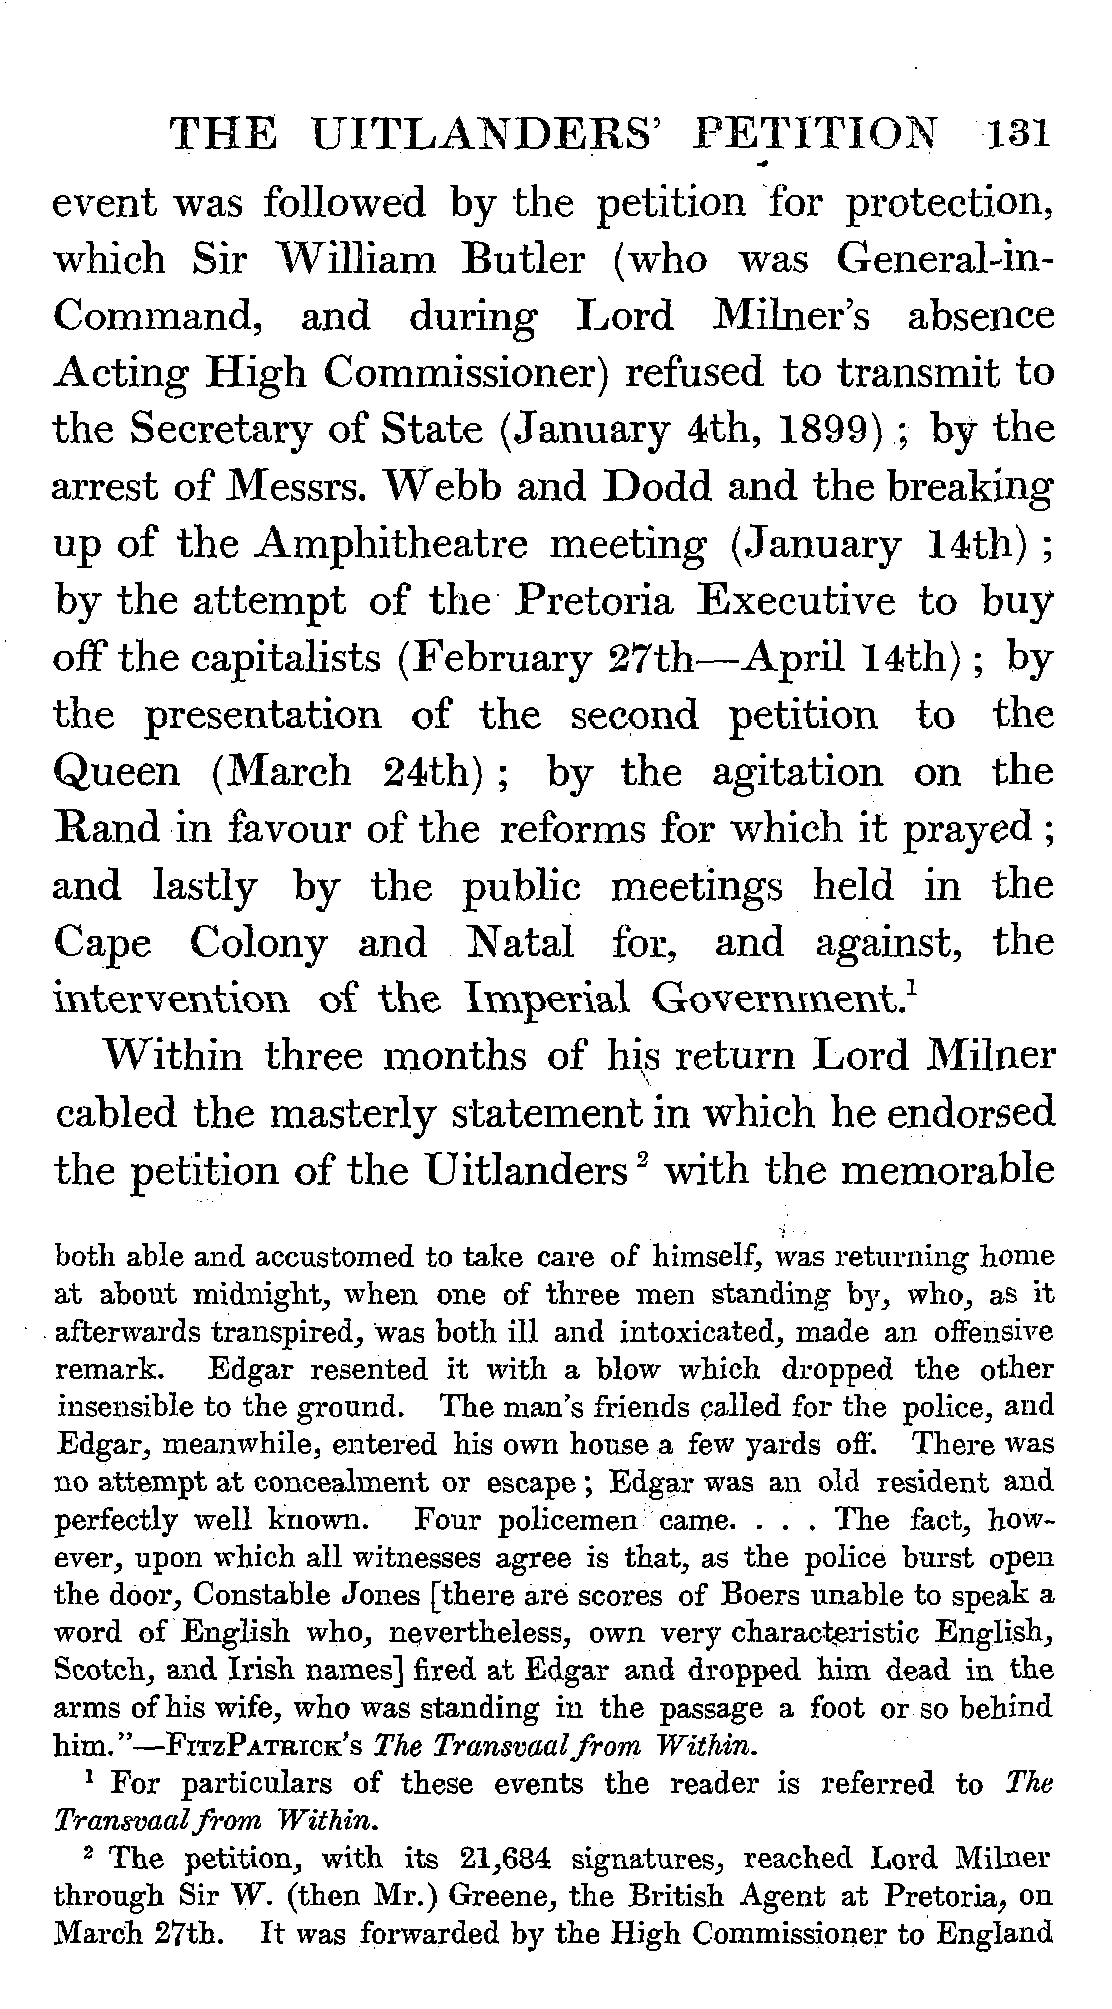 THE UITLANDERS' PETITION 131
event was followed by the petition for protection,
which Sir William Butler (who was General-in-
Command, and during Lord Milner's absence
Acting High Commissioner) refused to transmit to
the Secretary of State (January 4th, 1899) ; by the
arrest of Messrs. Webb and Dodd and the breaking
up of the Amphitheatre meeting (January 14th) ;
by the attempt of the Pretoria Executive to buy
off the capitalists (February 27th—April 14th) ; by
the presentation of the second petition to the
Queen (March 24th) ; by the agitation on the
Rand in favour of the reforms for which it prayed ;
and lastly by the public meetings held in the
Cape Colony and Natal for, and against, the
intervention of the Imperial Government.¹
Within three months of his return Lord Milner
cabled the masterly statement in which he endorsed
the petition of the Uitlanders ² with the memorable
both able and accustomed to take care of himself, was returning home
at about midnight, when one of three men standing by, who, as it
afterwards transpired, was both ill and intoxicated, made an offensive
remark. Edgar resented it with a blow which dropped the other
insensible to the ground. The man's friends called for the police, and
Edgar, meanwhile, entered his own house a few yards off. There was
no attempt at concealment or escape ; Edgar was an old resident and
perfectly well known. Four policemen came. . . . The fact, how-
ever, upon which all witnesses agree is that, as the police burst open
the door, Constable Jones [there are scores of Boers unable to speak a
word of English who, nevertheless, own very characteristic English,
Scotch, and Irish names] fired at Edgar and dropped him dead in the
arms of his wife, who was standing in the passage a foot or so behind
him."—FITZPATRICK'S The Transvaal from Within.
¹ For particulars of these events the reader is referred to The
Transvaal from Within.
² The petition, with its 21,684 signatures, reached Lord Milner
through Sir W. (then Mr.) Greene, the British Agent at Pretoria, on
March 27th. It was forwarded by the High Commissioner to England